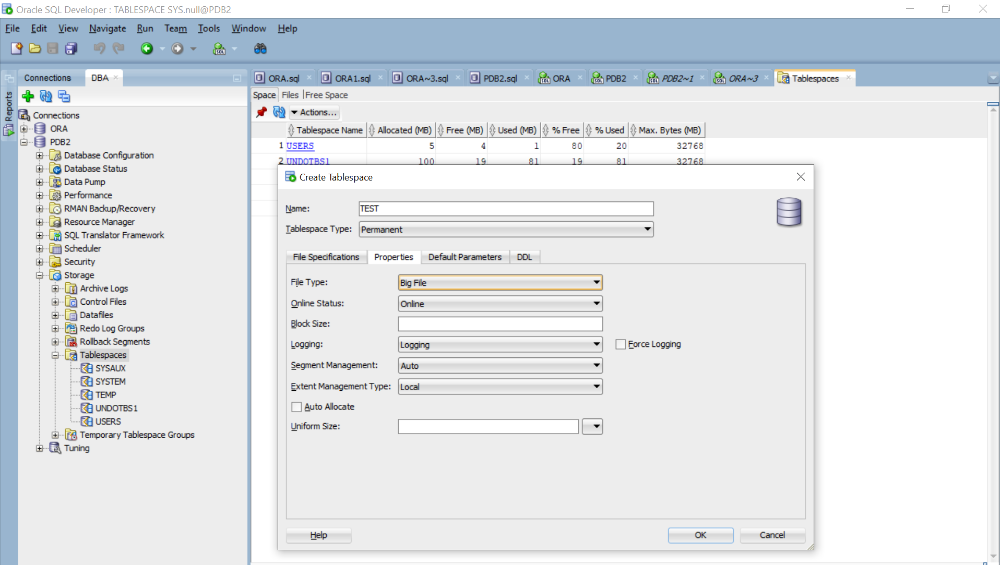 Oracle SQL Developer : TABLESPACE SYS.null@PDB2
File Edit View Navigate Run Team Tools Window Help
Connections DBA
ORA.sql ORA1.sql ORA~3.sql PDB2.sql ORA PDB2 PDB2~1 ORA~3 Tablespaces
Reports
Space Files Free Space
Actions...
Tablespace Name Allocated (MB) Free (MB) Used (MB) % Free % Used Max. Bytes (MB)
1 USERS 5 4 1 80 20 32768
2 UNDOTBS1 100 19 81 19 81 32768
Connections
ORA
PDB2
Database Configuration
Database Status
Data Pump
Performance
RMAN Backup/Recovery
Resource Manager
SQL Translator Framework
Scheduler
Security
Storage
Archive Logs
Control Files
Datafiles
Redo Log Groups
Rollback Segments
Tablespaces
SYSAUX
SYSTEM
TEMP
UNDOTBS1
USERS
Temporary Tablespace Groups
Tuning
Create Tablespace
Name: TEST
Tablespace Type: Permanent
File Specifications Properties Default Parameters DDL
File Type: Big File
Online Status: Online
Block Size:
Logging: Logging Force Logging
Segment Management: Auto
Extent Management Type: Local
Auto Allocate
Uniform Size:
Help OK Cancel